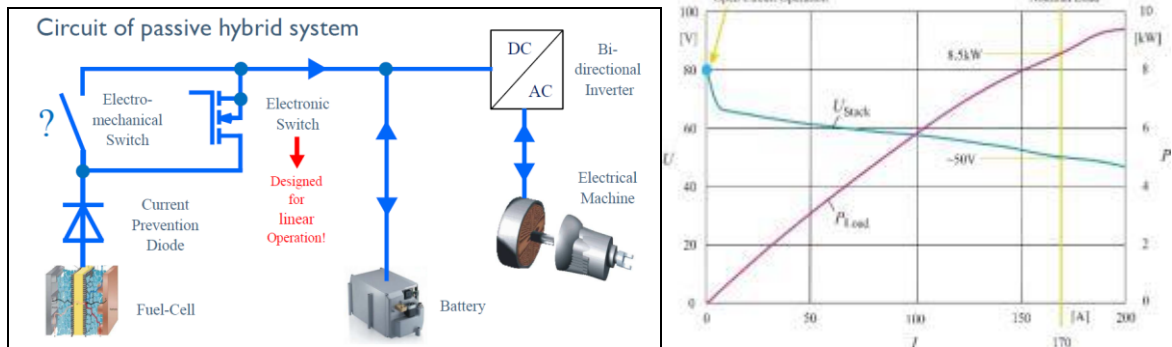 Circuit of passive hybrid system
?
Electro-
mechanical
Switch
Electronic
Switch
Designed
for
linear
Operation!
DC
AC
Bi-
directional
Inverter
Electrical
Machine
Current
Prevention
Diode
Fuel-Cell
Battery
100
[V]
80
60
U
40
20
0
8.5kW
U Stack
~50V
P Load
10
[kW]
8
6
P
4
2
0
0
50
100
150
[A]
200
I
170